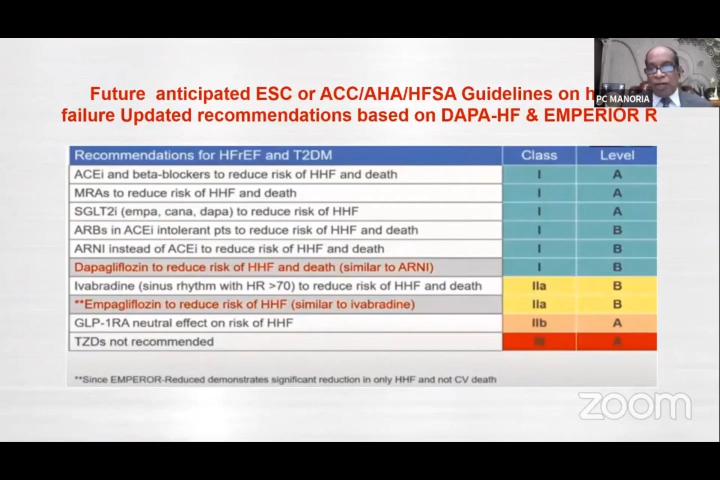 Future anticipated ESC or ACC/AHA/HFSA Guidelines on h
failure Updated recommendations based on DAPA-HF & EMPERIOR R
PC MANORIA
Recommendations for HFrEF and T2DM Class Level
ACEi and beta-blockers to reduce risk of HHF and death I A
MRAs to reduce risk of HHF and death I A
SGLT2i (empa, cana, dapa) to reduce risk of HHF I A
ARBs in ACEi intolerant pts to reduce risk of HHF and death I B
ARNI instead of ACEi to reduce risk of HHF and death I B
Dapagliflozin to reduce risk of HHF and death (similar to ARNI) I B
Ivabradine (sinus rhythm with HR >70) to reduce risk of HHF and death IIa B
**Empagliflozin to reduce risk of HHF (similar to ivabradine) IIa B
GLP-1RA neutral effect on risk of HHF IIb A
TZDs not recommended III A
**Since EMPEROR-Reduced demonstrates significant reduction in only HHF and not CV death
zoom